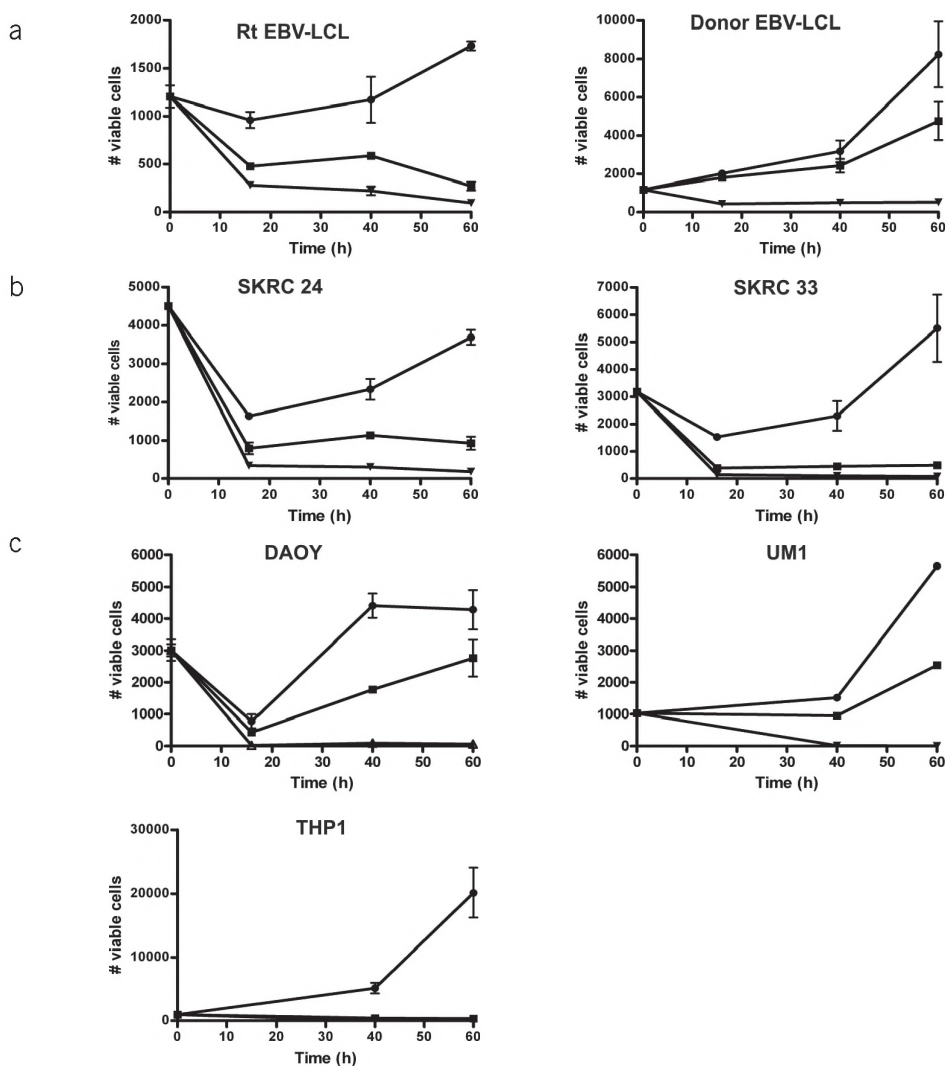 a
Rt EBV-LCL
# viable cells
2000
1500
1000
500
0
0 10 20 30 40 50 60
Time (h)
Donor EBV-LCL
# viable cells
10000
8000
6000
4000
2000
0
0 10 20 30 40 50 60
Time (h)
b
SKRC 24
# viable cells
5000
4000
3000
2000
1000
0
0 10 20 30 40 50 60
Time (h)
SKRC 33
# viable cells
7000
6000
5000
4000
3000
2000
1000
0
0 10 20 30 40 50 60
Time (h)
c
DAOY
# viable cells
6000
5000
4000
3000
2000
1000
0
0 10 20 30 40 50 60
Time (h)
UM1
# viable cells
6000
5000
4000
3000
2000
1000
0
0 10 20 30 40 50 60
Time (h)
THP1
# viable cells
30000
20000
10000
0
0 10 20 30 40 50 60
Time (h)